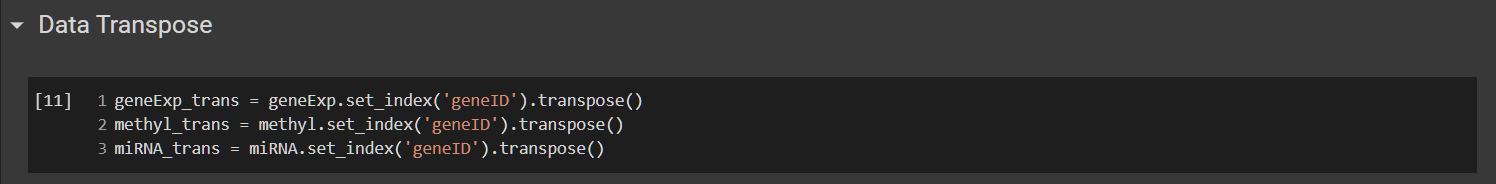 Data Transpose
[11] 1 geneExp_trans = geneExp.set_index('geneID').transpose()
2 methyl_trans = methyl.set_index('geneID').transpose()
3 miRNA_trans = miRNA.set_index('geneID').transpose()